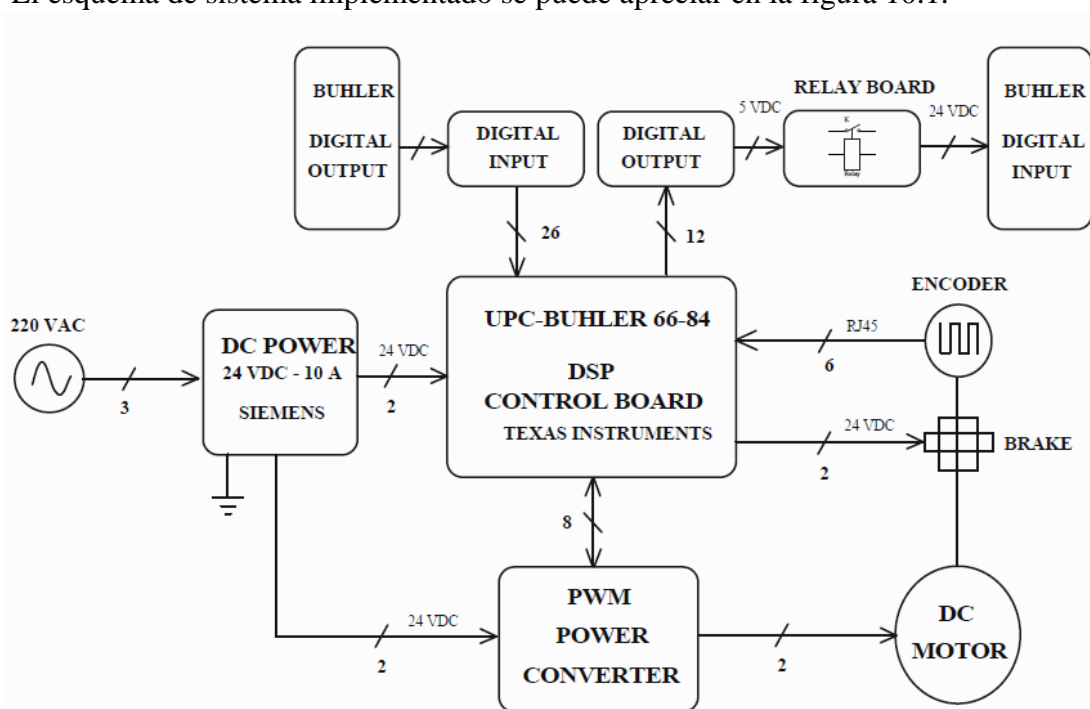 El esquema de sistema implementado se puede apreciar en la figura 10.1.
BUHLER
DIGITAL
OUTPUT
DIGITAL
INPUT
DIGITAL
OUTPUT
5 VDC
RELAY BOARD
K
Relay
24 VDC
BUHLER
DIGITAL
INPUT
26
12
220 VAC
3
DC POWER
24 VDC - 10 A
SIEMENS
24 VDC
2
UPC-BUHLER 66-84
DSP
CONTROL BOARD
TEXAS INSTRUMENTS
ENCODER
RJ45
6
24 VDC
2
BRAKE
8
24 VDC
2
PWM
POWER
CONVERTER
2
DC
MOTOR